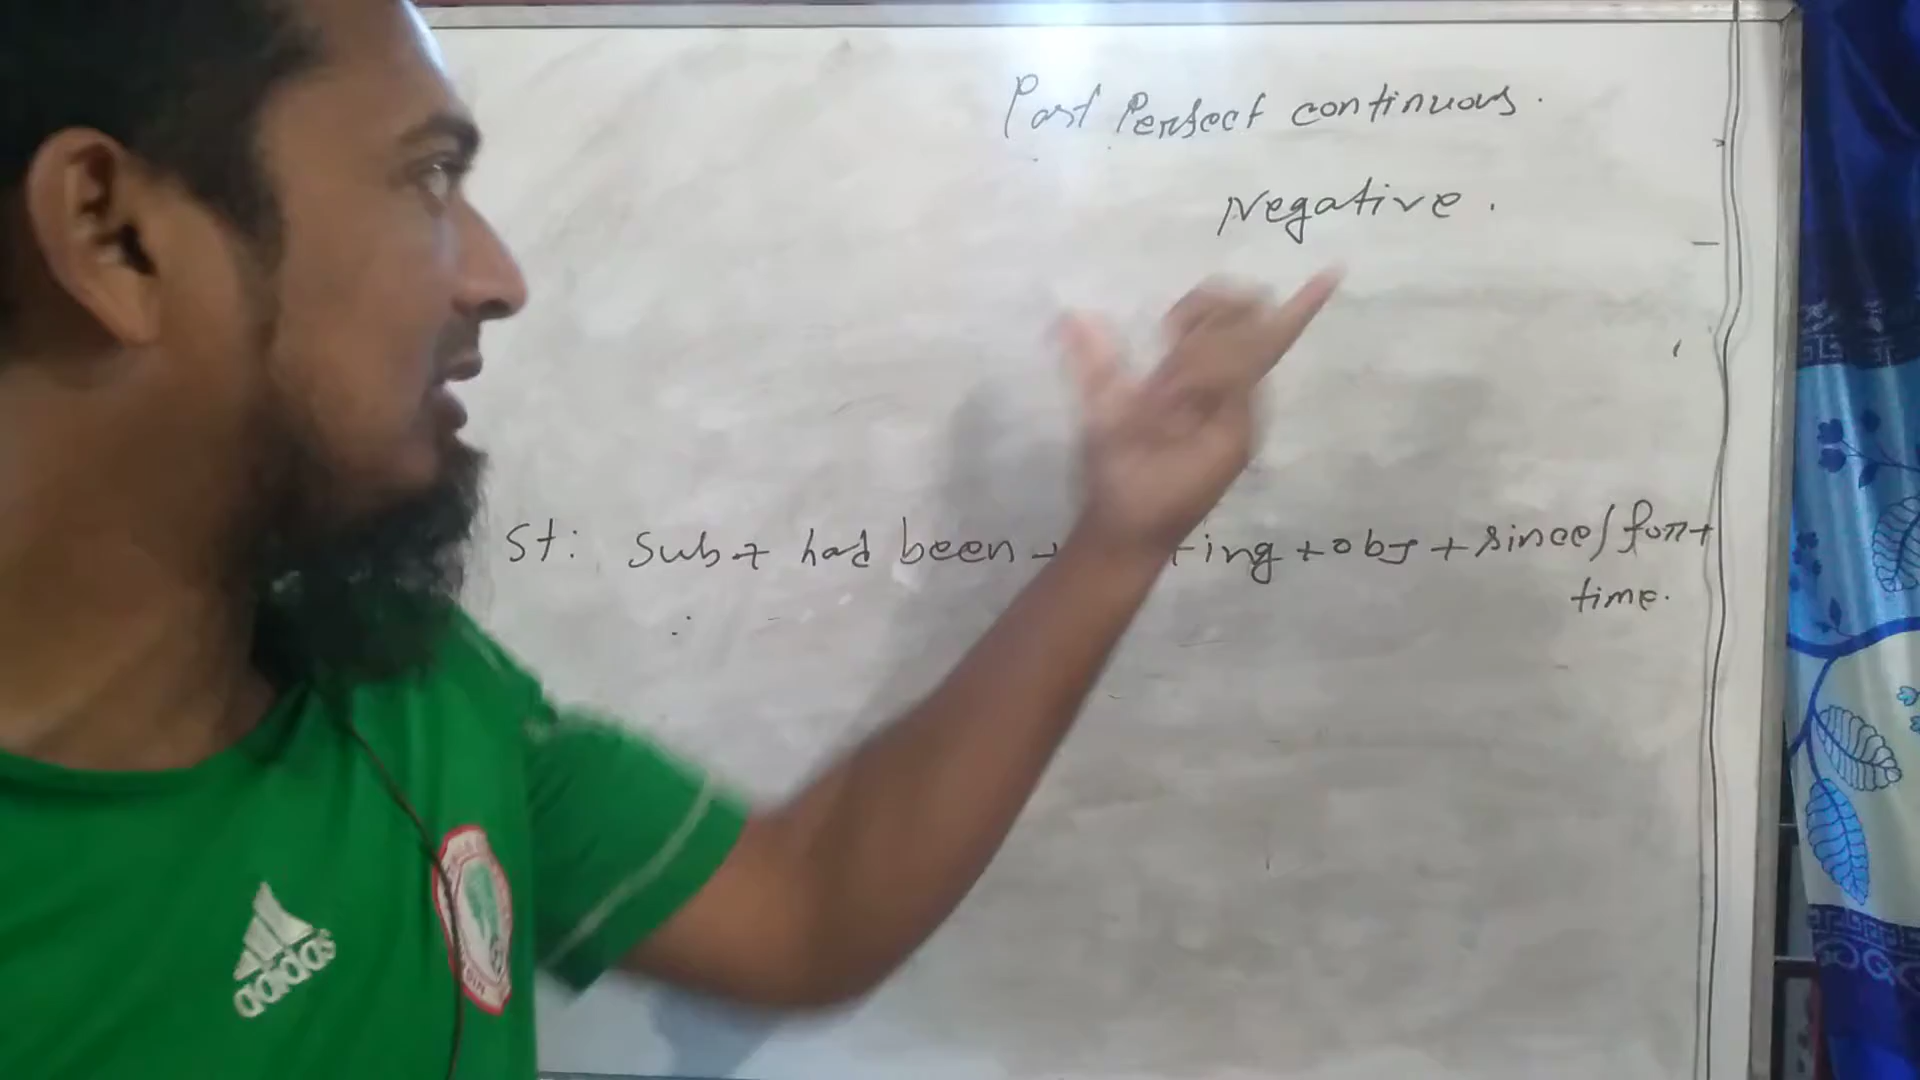 Past Perfect continuous.
Negative.
St: Sub + had been + +ing + obj + since/for +
time.
adidas